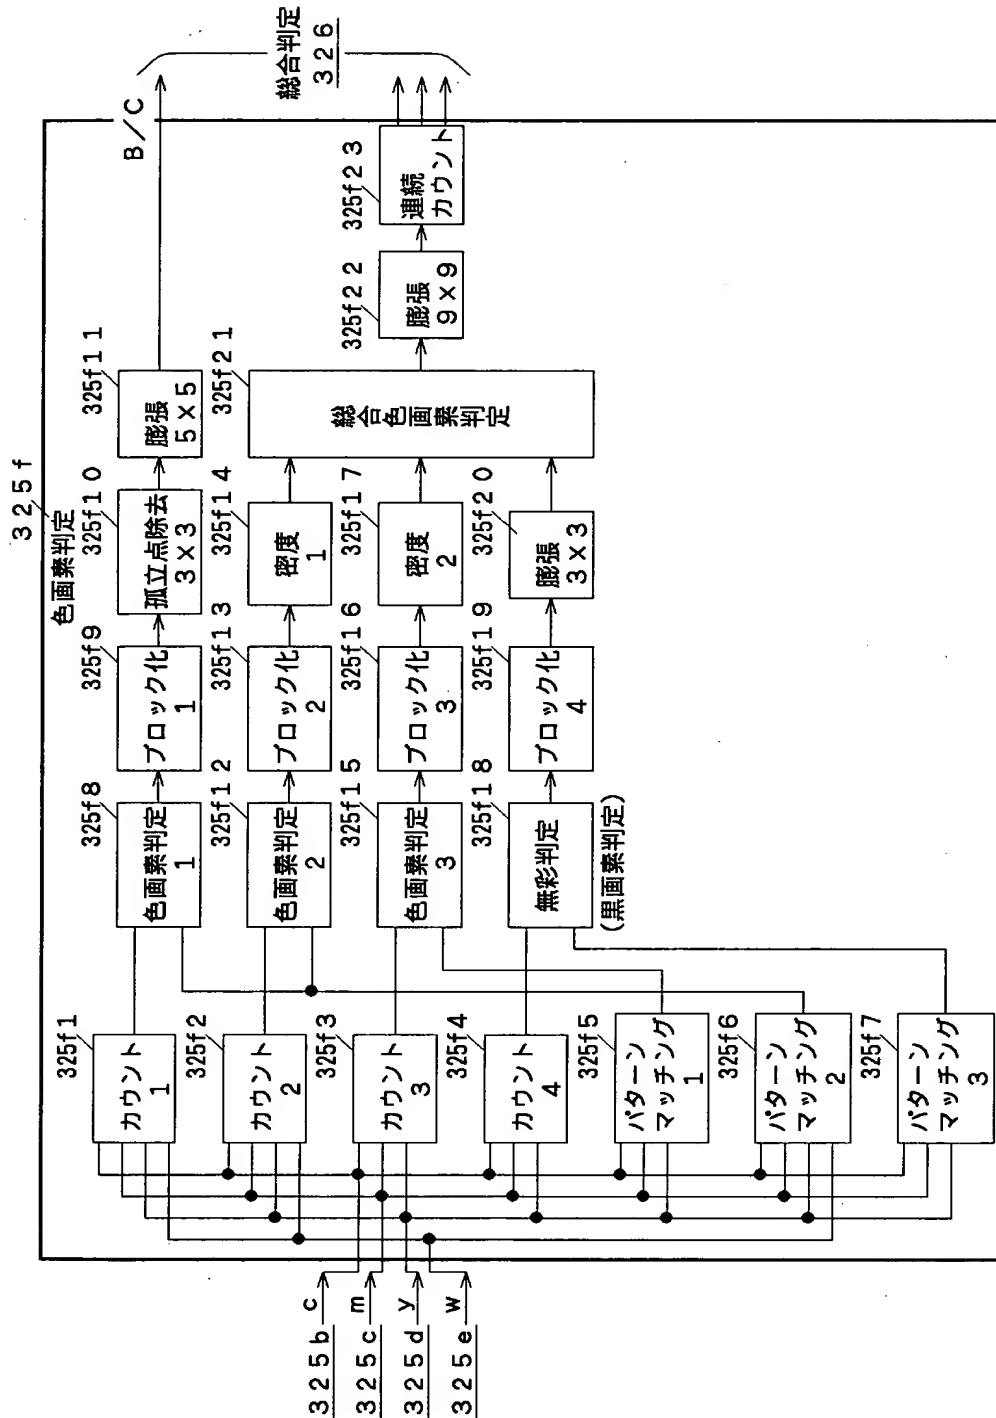 325f
色画素判定
325b
c
325c
m
325d
y
325e
w
325f1
カウント
1
325f2
カウント
2
325f3
カウント
3
325f4
カウント
4
325f5
パターン
マッチング
1
325f6
パターン
マッチング
2
325f7
パターン
マッチング
3
325f8
色画素判定
1
325f9
ブロック化
1
325f10
孤立点除去
3×3
325f11
膨張
5×5
B/C
325f12
色画素判定
2
325f13
ブロック化
2
325f14
密度
1
325f15
色画素判定
3
325f16
ブロック化
3
325f17
密度
2
325f18
無彩判定
(黒画素判定)
325f19
ブロック化
4
325f20
膨張
3×3
325f21
総合色画素判定
325f22
膨張
9×9
325f23
連続
カウント
総合判定
326